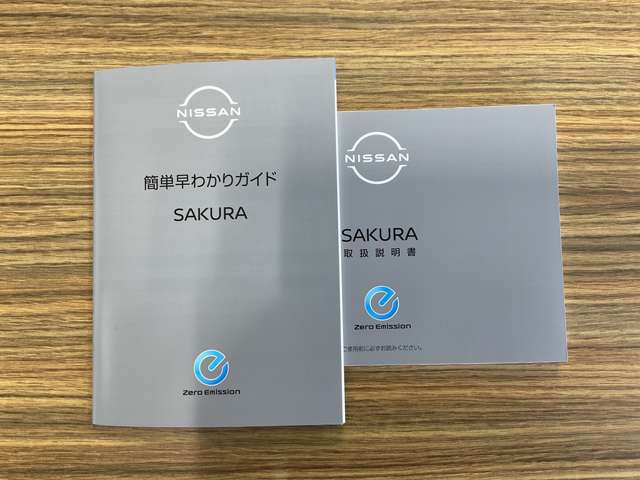 NISSAN
簡単早わかりガイド
SAKURA
Zero Emission
NISSAN
SAKURA
取扱説明書
Zero Emission
ご使用前に必ずお読みください。